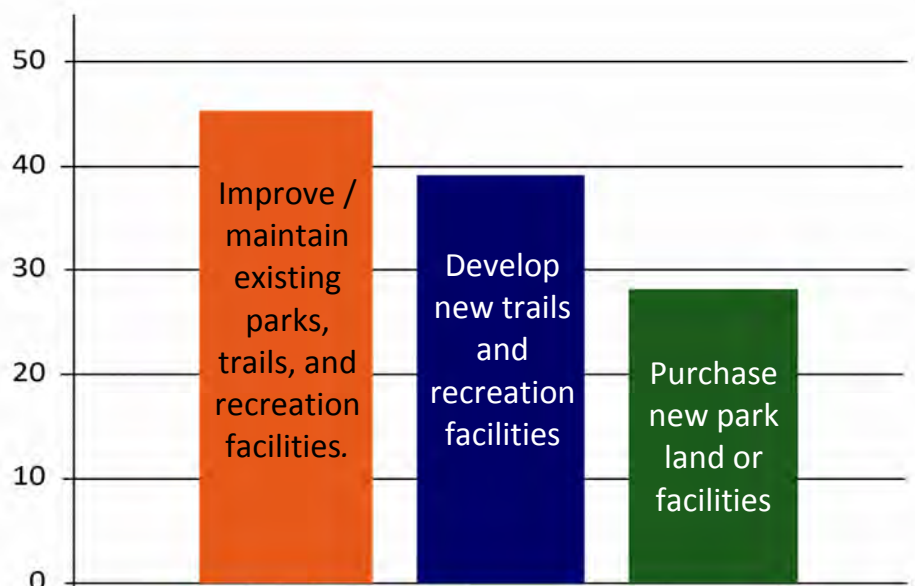 50
40
30
20
10
0
Improve /
maintain
existing
parks,
trails, and
recreation
facilities.
Develop
new trails
and
recreation
facilities
Purchase
new park
land or
facilities